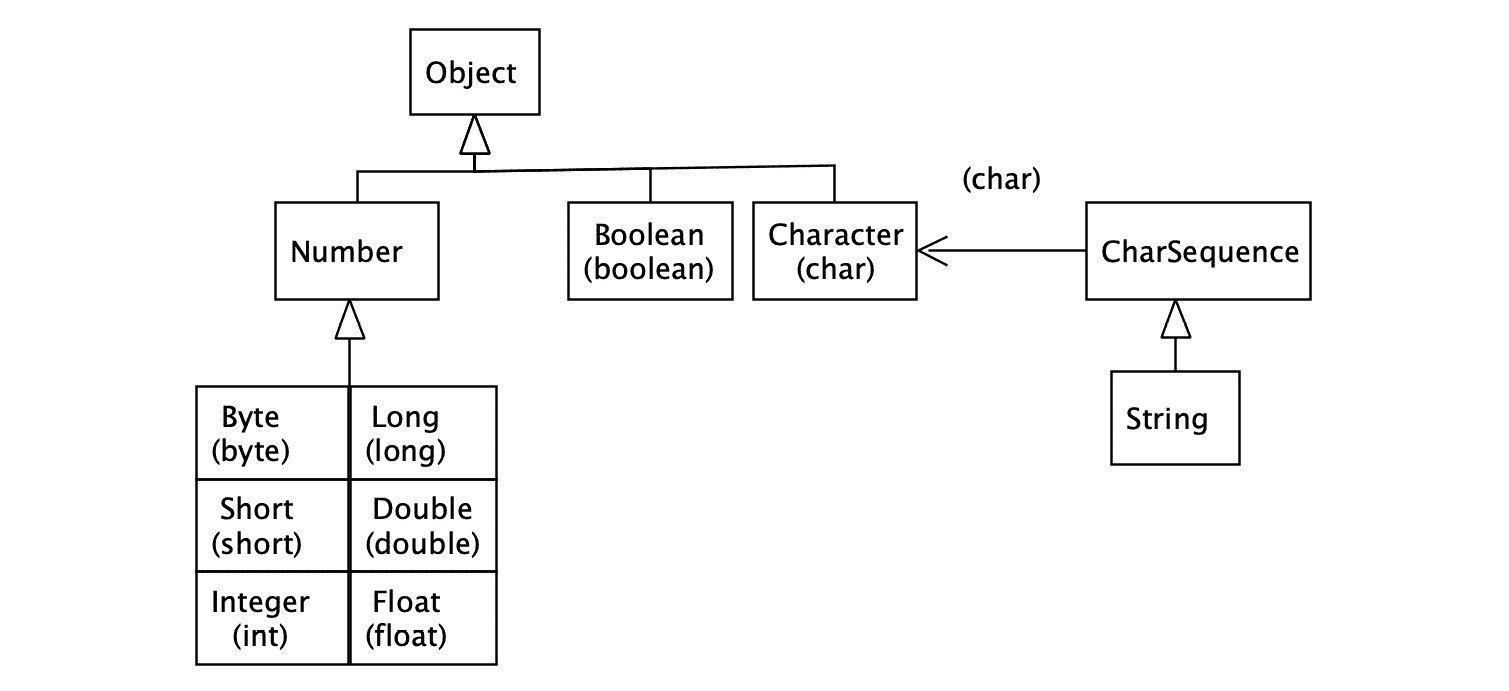 Object
(char)
Number
Boolean
(boolean)
Character
(char)
CharSequence
Byte
(byte)
Long
(long)
String
Short
(short)
Double
(double)
Integer
(int)
Float
(float)